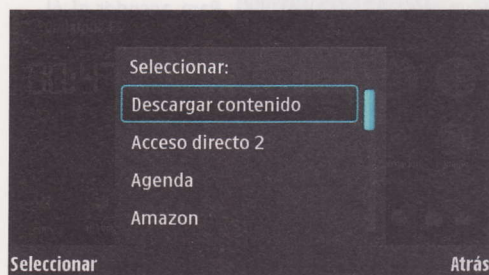 Seleccionar:
Descargar contenido
Acceso directo 2
Agenda
Amazon
Seleccionar Atrás